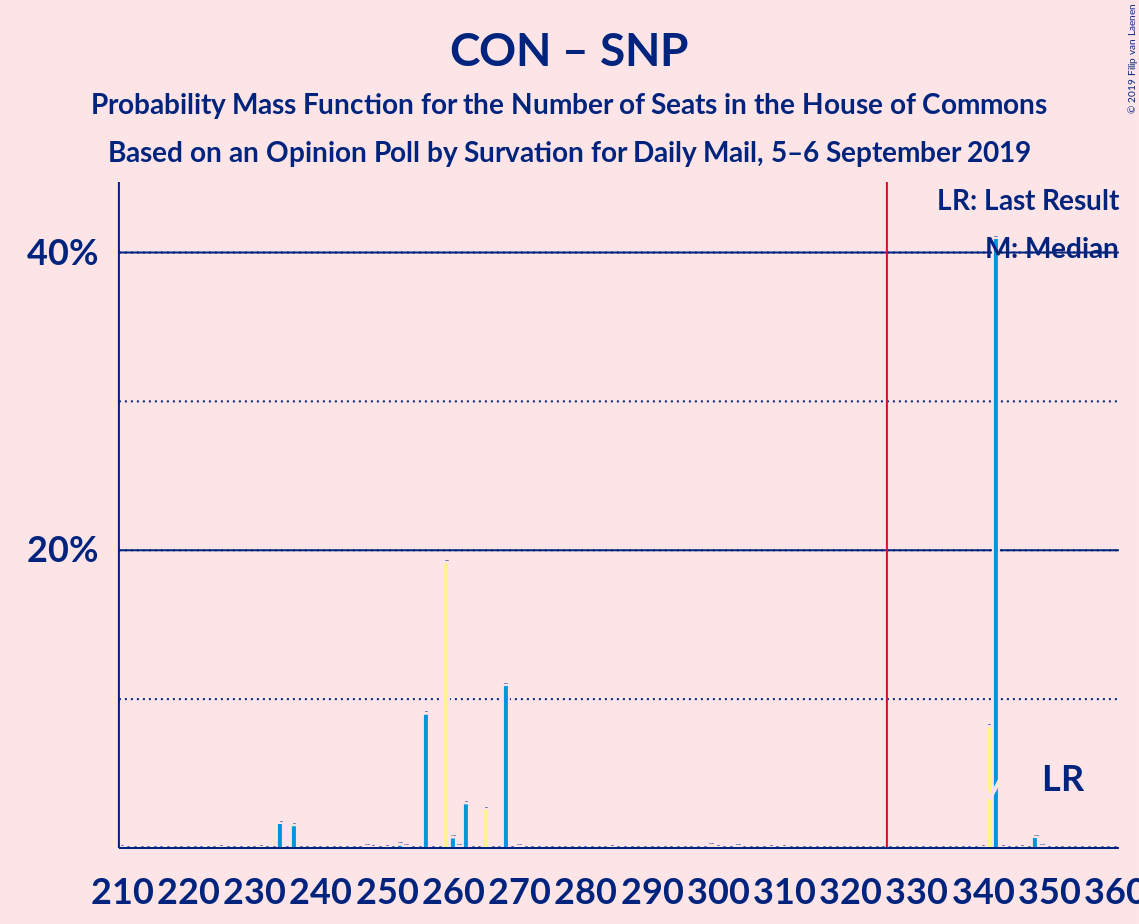 CON – SNP
Probability Mass Function for the Number of Seats in the House of Commons
Based on an Opinion Poll by Survation for Daily Mail, 5–6 September 2019
© 2019 Filip van Laenen
LR: Last Result
M: Median
40%
20%
LR
210 220 230 240 250 260 270 280 290 300 310 320 330 340 350 360